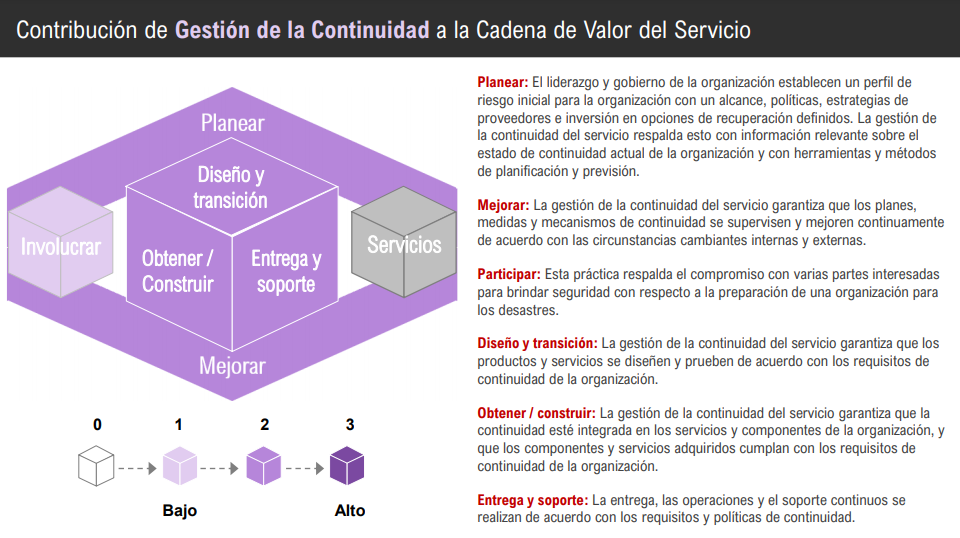 Contribución de Gestión de la Continuidad a la Cadena de Valor del Servicio
Planear
Diseño y
transición
Involucrar
Servicios
Obtener /
Construir
Entrega y
soporte
Mejorar
0 1 2 3
Bajo Alto
Planear: El liderazgo y gobierno de la organización establecen un perfil de
riesgo inicial para la organización con un alcance, políticas, estrategias de
proveedores e inversión en opciones de recuperación definidos. La gestión de
la continuidad del servicio respalda esto con información relevante sobre el
estado de continuidad actual de la organización y con herramientas y métodos
de planificación y previsión.
Mejorar: La gestión de la continuidad del servicio garantiza que los planes,
medidas y mecanismos de continuidad se supervisen y mejoren continuamente
de acuerdo con las circunstancias cambiantes internas y externas.
Participar: Esta práctica respalda el compromiso con varias partes interesadas
para brindar seguridad con respecto a la preparación de una organización para
los desastres.
Diseño y transición: La gestión de la continuidad del servicio garantiza que los
productos y servicios se diseñen y prueben de acuerdo con los requisitos de
continuidad de la organización.
Obtener / construir: La gestión de la continuidad del servicio garantiza que la
continuidad esté integrada en los servicios y componentes de la organización, y
que los componentes y servicios adquiridos cumplan con los requisitos de
continuidad de la organización.
Entrega y soporte: La entrega, las operaciones y el soporte continuos se
realizan de acuerdo con los requisitos y políticas de continuidad.